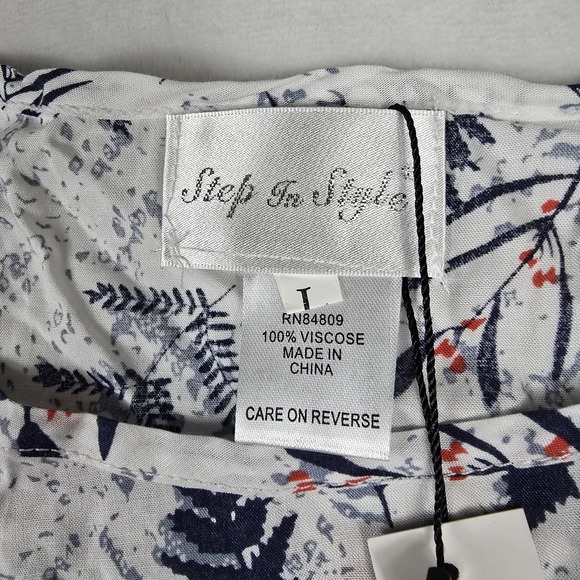 Step In Style
RN84809
100% VISCOSE
MADE IN
CHINA
CARE ON REVERSE